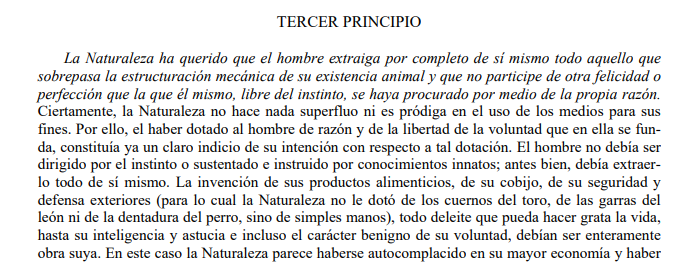 TERCER PRINCIPIO
La Naturaleza ha querido que el hombre extraiga por completo de sí mismo todo aquello que
sobrepasa la estructuración mecánica de su existencia animal y que no participe de otra felicidad o
perfección que la que él mismo, libre del instinto, se haya procurado por medio de la propia razón.
Ciertamente, la Naturaleza no hace nada superfluo ni es pródiga en el uso de los medios para sus
fines. Por ello, el haber dotado al hombre de razón y de la libertad de la voluntad que en ella se fun-
da, constituía ya un claro indicio de su intención con respecto a tal dotación. El hombre no debía ser
dirigido por el instinto o sustentado e instruido por conocimientos innatos; antes bien, debía extraer-
lo todo de sí mismo. La invención de sus productos alimenticios, de su cobijo, de su seguridad y
defensa exteriores (para lo cual la Naturaleza no le dotó de los cuernos del toro, de las garras del
león ni de la dentadura del perro, sino de simples manos), todo deleite que pueda hacer grata la vida,
hasta su inteligencia y astucia e incluso el carácter benigno de su voluntad, debían ser enteramente
obra suya. En este caso la Naturaleza parece haberse autocomplacido en su mayor economía y haber